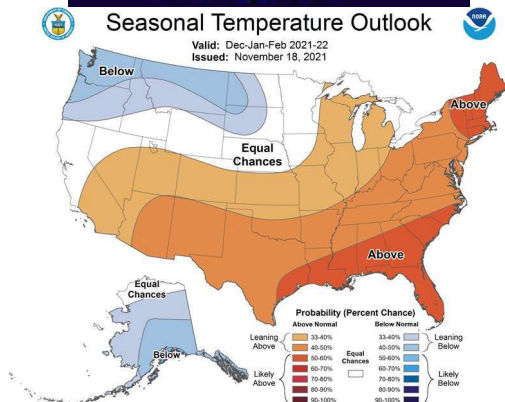 Seasonal Temperature Outlook
NOAA
Valid: Dec-Jan-Feb 2021-22
Issued: November 18, 2021
Below
Above
Equal
Chances
Above
Equal
Chances
Below
Probability (Percent Chance)
Above Normal
Below Normal
Leaning
Above
33-40%
40-50%
Likely
Above
50-60%
60-70%
70-80%
80-90%
90-100%
Equal
Chances
33-40%
40-50%
Leaning
Below
50-60%
60-70%
70-80%
80-90%
90-100%
Likely
Below